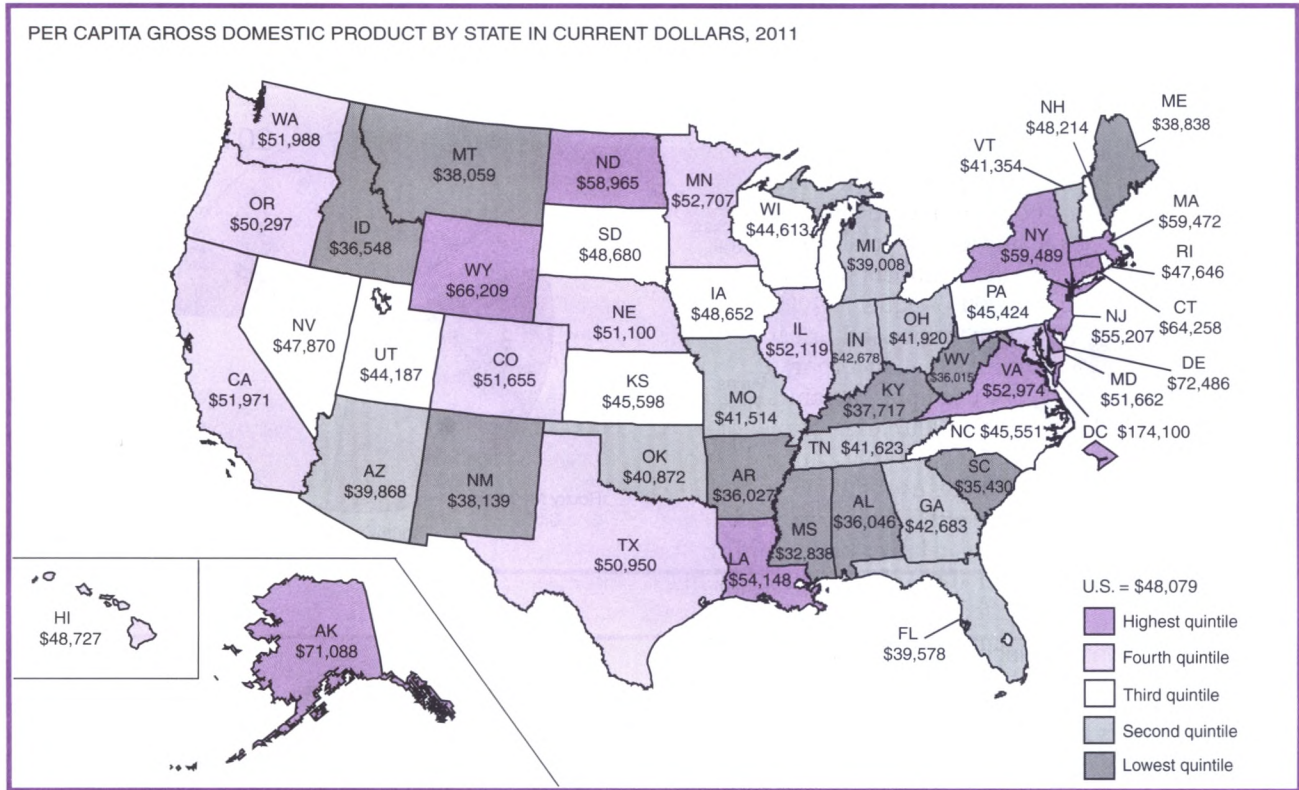 PER CAPITA GROSS DOMESTIC PRODUCT BY STATE IN CURRENT DOLLARS, 2011
WA
$51,988
OR
$50,297
CA
$51,971
ID
$36,548
NV
$47,870
MT
$38,059
WY
$66,209
UT
$44,187
AZ
$39,868
CO
$51,655
NM
$38,139
ND
$58,965
SD
$48,680
NE
$51,100
KS
$45,598
OK
$40,872
TX
$50,950
MN
$52,707
IA
$48,652
MO
$41,514
AR
$36,027
LA
$54,148
WI
$44,613
IL
$52,119
MI
$39,008
IN
$42,678
OH
$41,920
KY
$37,717
TN $41,623
MS
$32,838
AL
$36,046
GA
$42,683
FL
$39,578
SC
$35,430
NC $45,551
VA
$52,974
WV
$36,015
PA
$45,424
NY
$59,489
VT
$41,354
NH
$48,214
ME
$38,838
MA
$59,472
RI
$47,646
CT
$64,258
NJ
$55,207
DE
$72,486
MD
$51,662
DC $174,100
HI
$48,727
AK
$71,088
U.S. = $48,079
Highest quintile
Fourth quintile
Third quintile
Second quintile
Lowest quintile